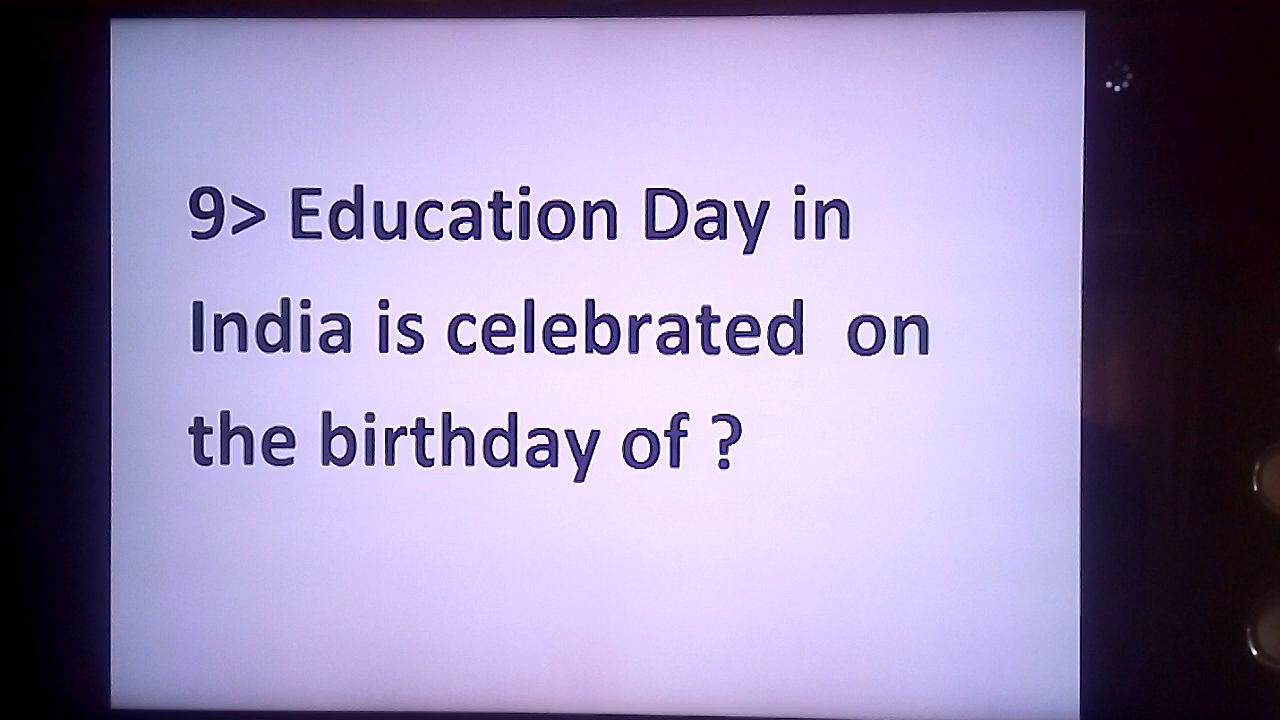 9> Education Day in
India is celebrated  on
the birthday of ?